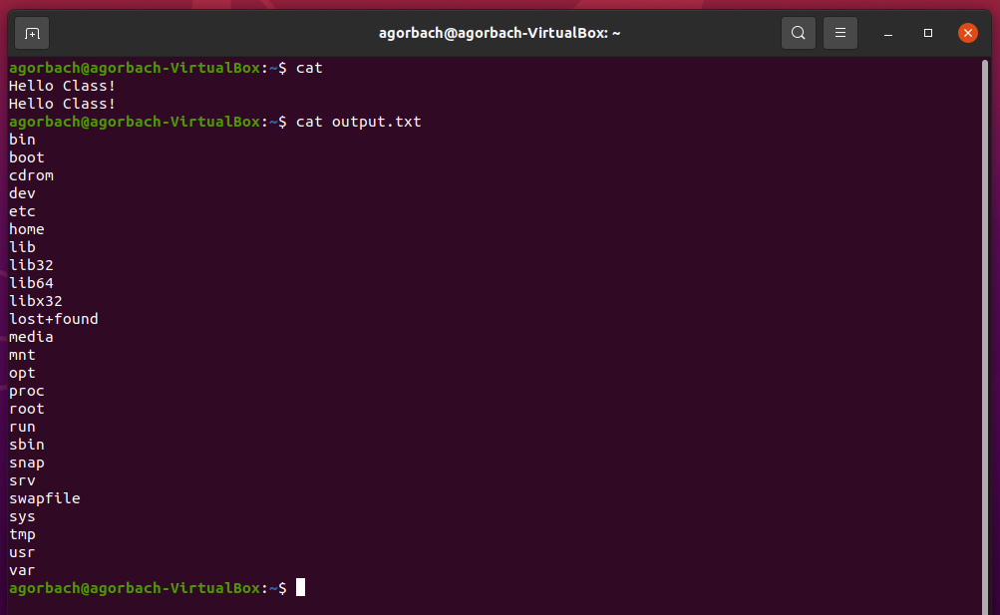 agorbach@agorbach-VirtualBox: ~
agorbach@agorbach-VirtualBox:~$ cat
Hello Class!
Hello Class!
agorbach@agorbach-VirtualBox:~$ cat output.txt
bin
boot
cdrom
dev
etc
home
lib
lib32
lib64
libx32
lost+found
media
mnt
opt
proc
root
run
sbin
snap
srv
swapfile
sys
tmp
usr
var
agorbach@agorbach-VirtualBox:~$